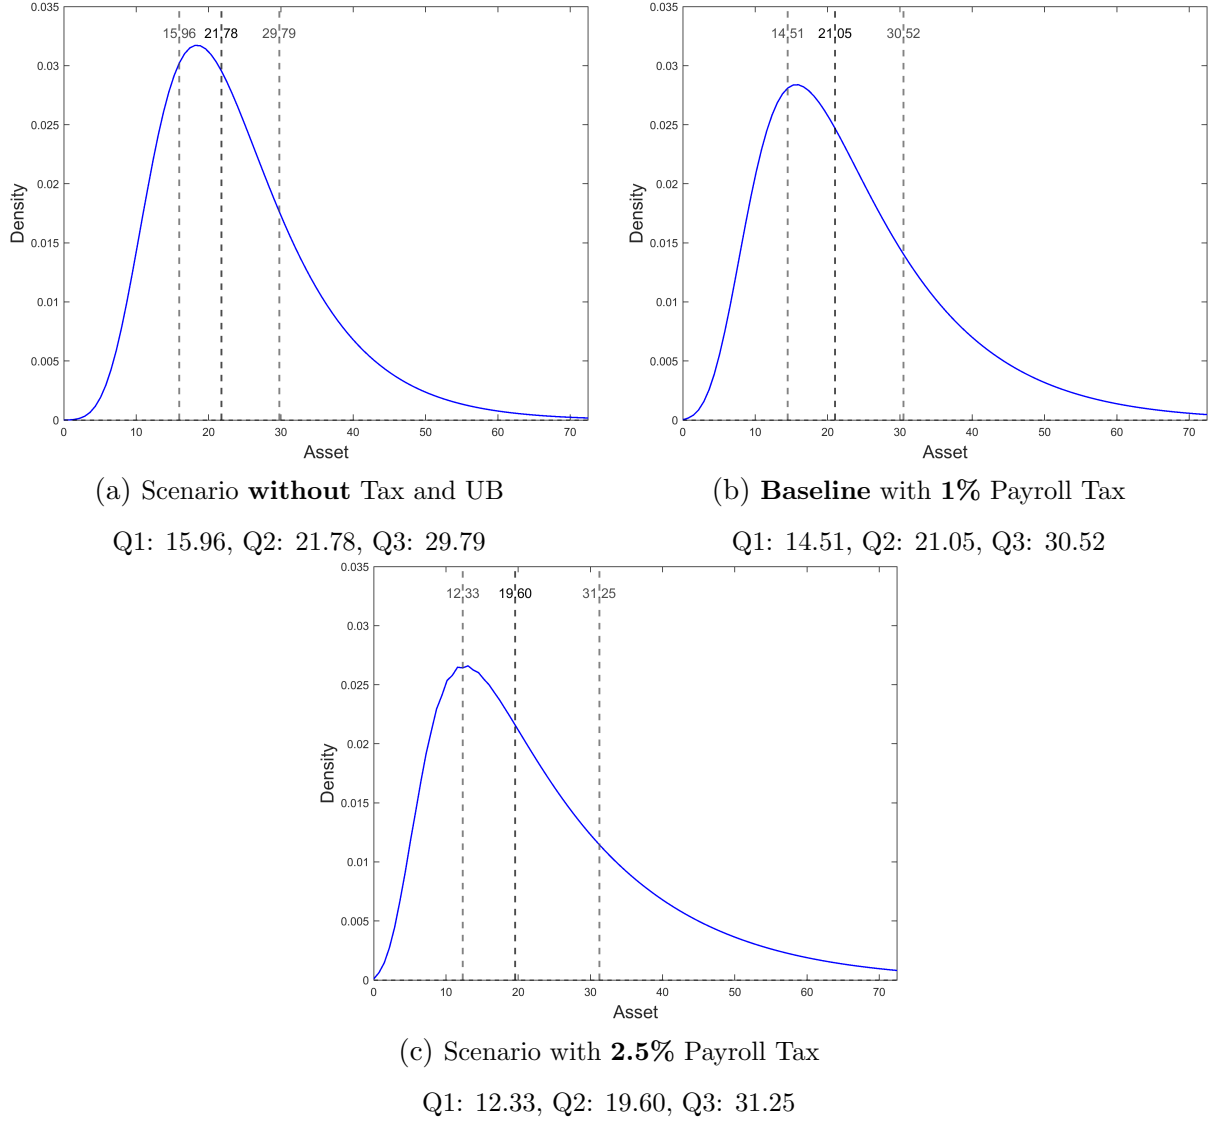 0.035
15.96 21.78 29.79
0.03
0.025
0.02
0.015
0.01
0.005
0
Density
0 10 20 30 40 50 60 70
Asset
(a) Scenario without Tax and UB
Q1: 15.96, Q2: 21.78, Q3: 29.79
0.035
14.51 21.05 30.52
0.03
0.025
0.02
0.015
0.01
0.005
0
Density
0 10 20 30 40 50 60 70
Asset
(b) Baseline with 1% Payroll Tax
Q1: 14.51, Q2: 21.05, Q3: 30.52
0.035
12.33 19.60 31.25
0.03
0.025
0.02
0.015
0.01
0.005
0
Density
0 10 20 30 40 50 60 70
Asset
(c) Scenario with 2.5% Payroll Tax
Q1: 12.33, Q2: 19.60, Q3: 31.25